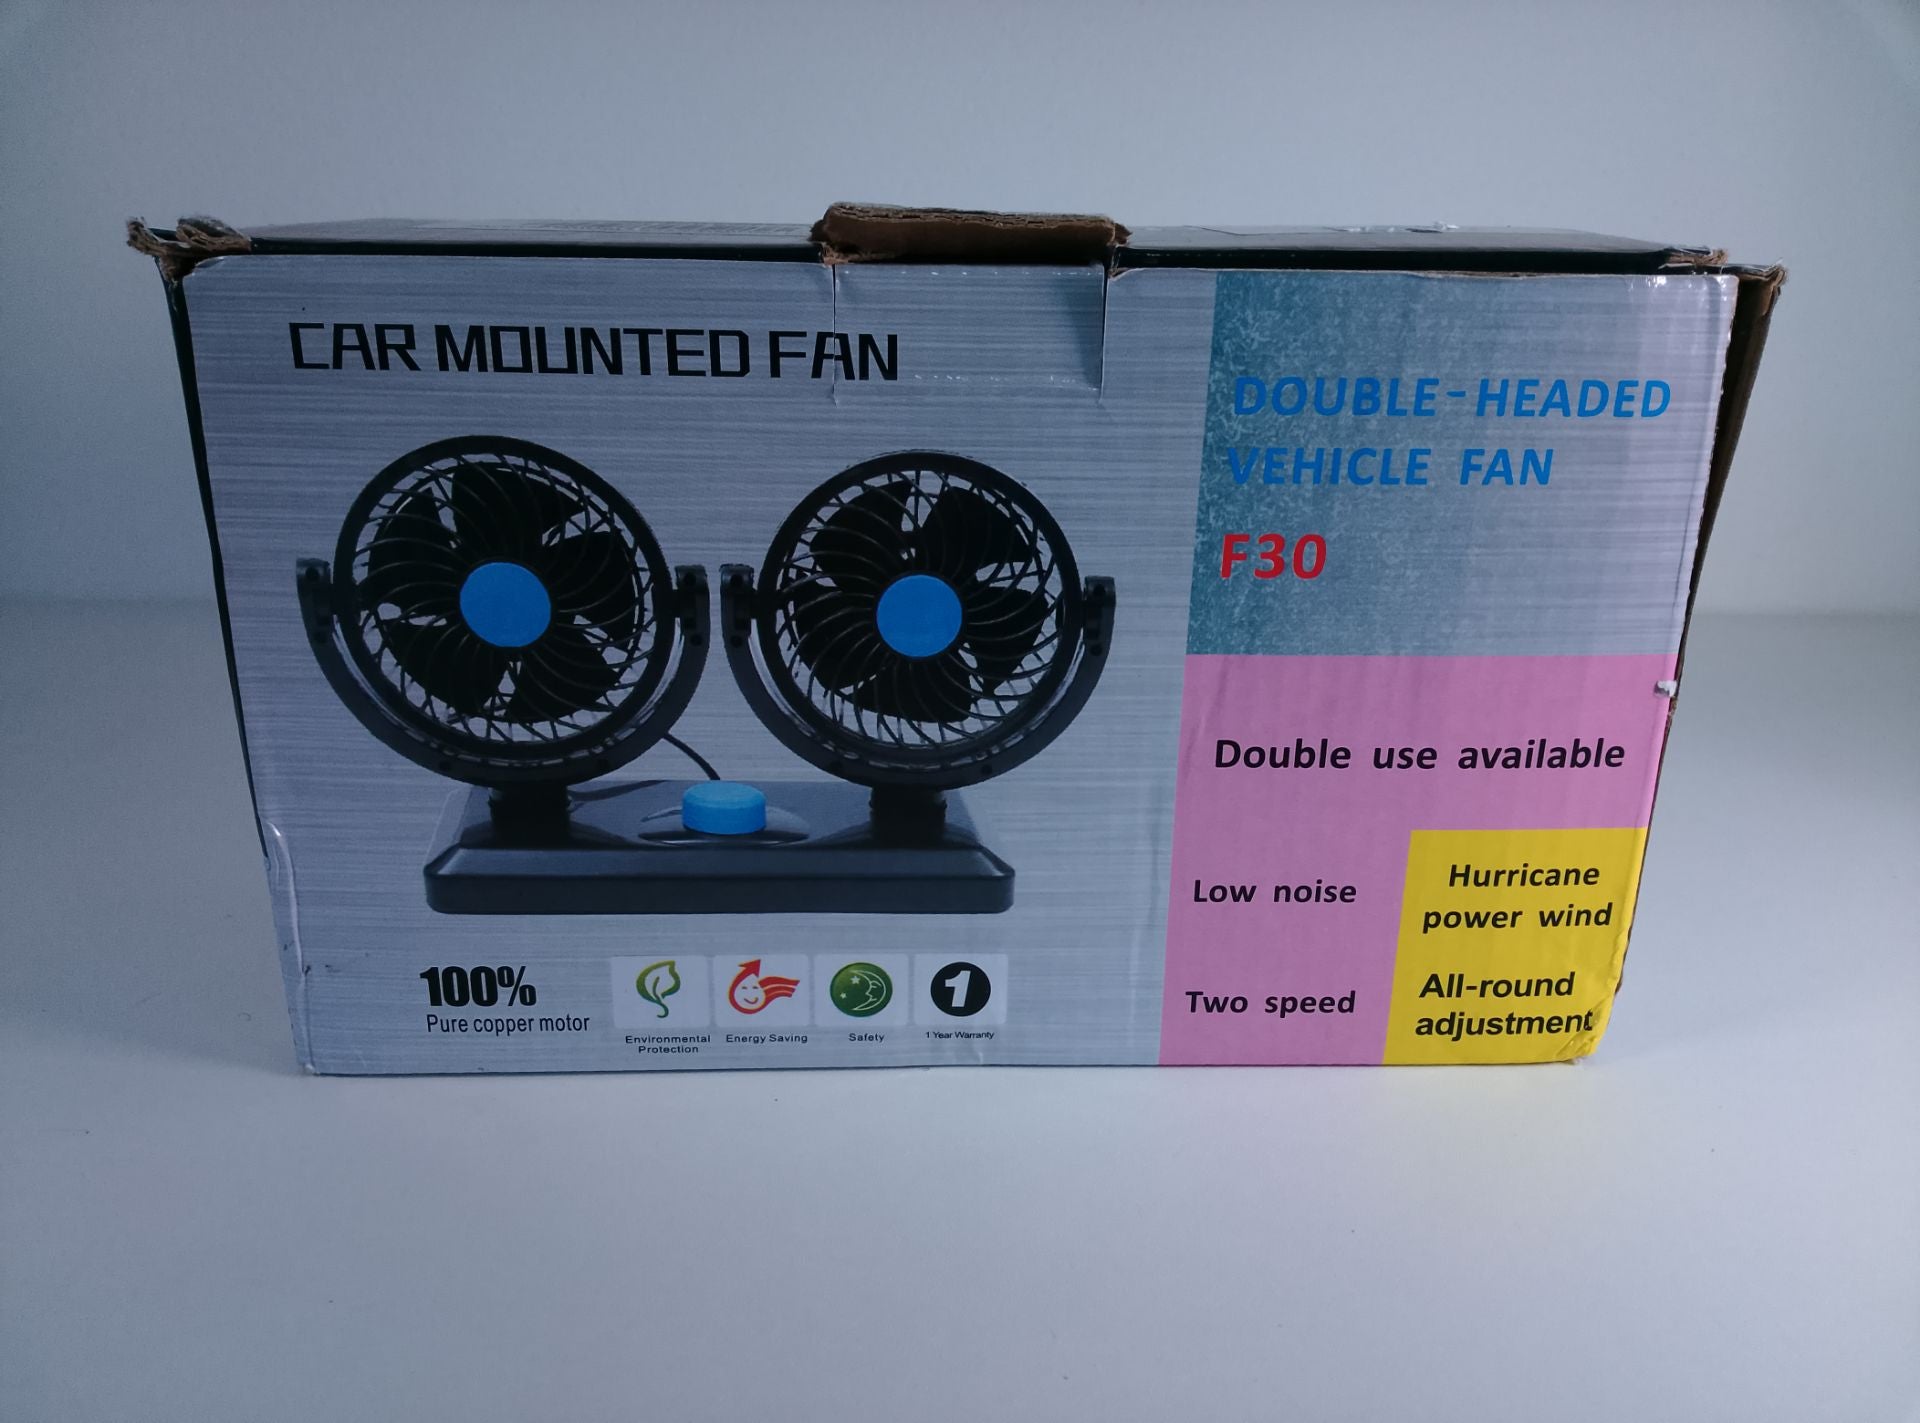 CAR MOUNTED FAN
DOUBLE-HEADED
VEHICLE FAN
F30
Double use available
Low noise
Two speed
Hurricane
power wind
All-round
adjustment
100%
Pure copper motor
Environmental
Protection
Energy Saving
Safety
1
1 Year Warranty